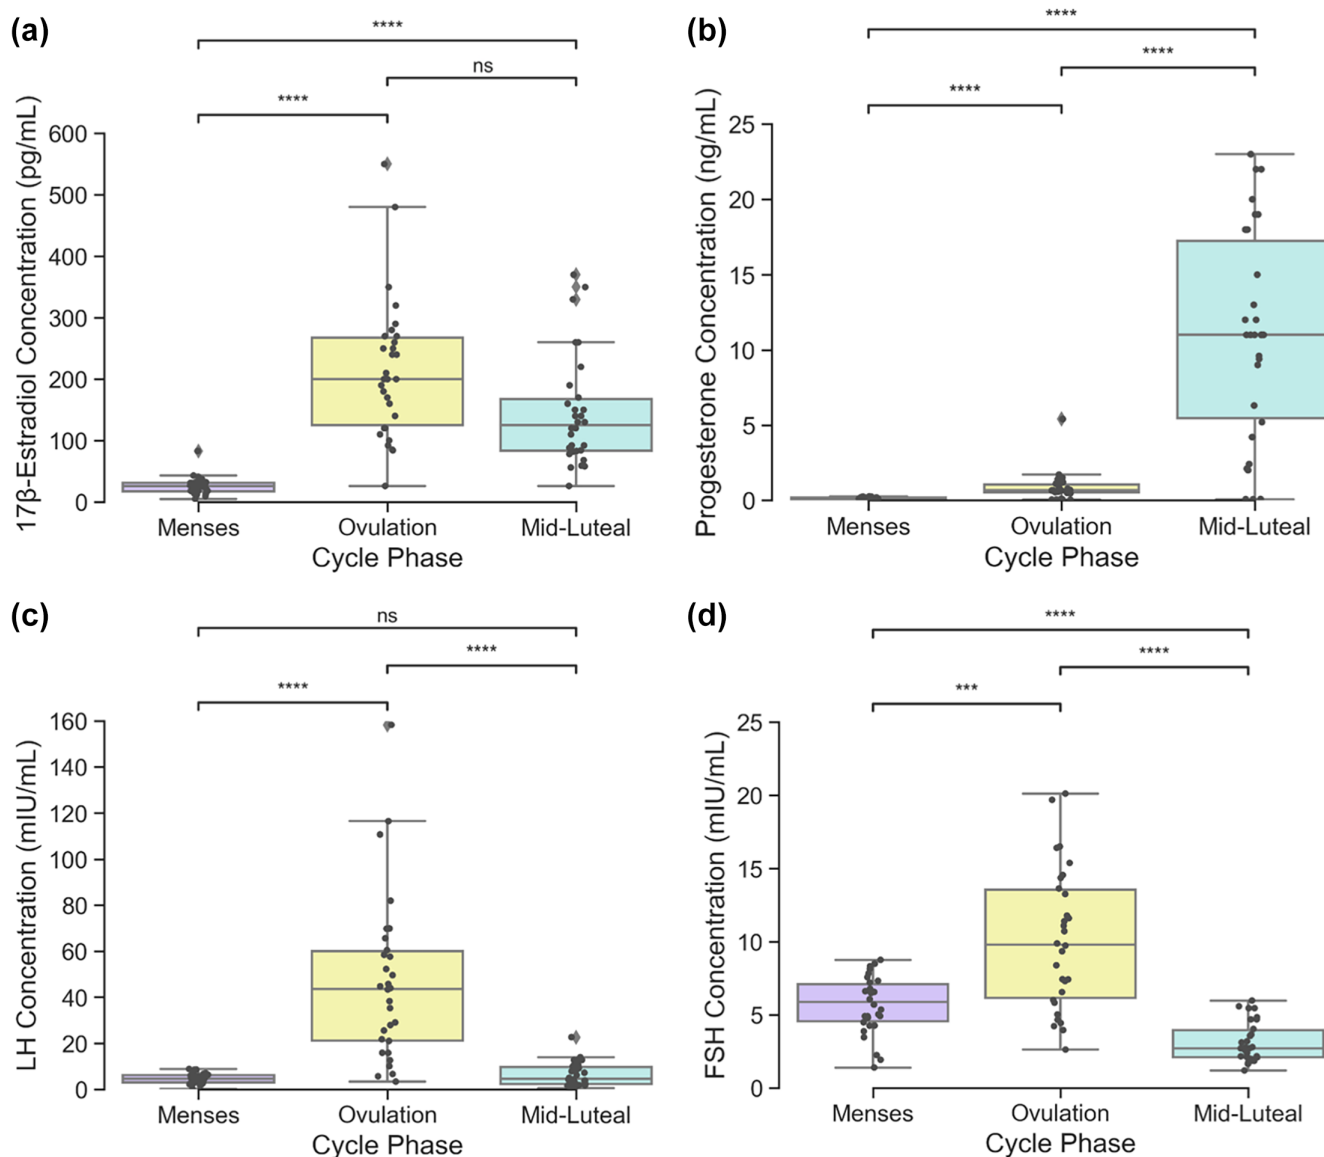 (a)
****
ns
****
17β-Estradiol Concentration (pg/mL)
600
500
400
300
200
100
0
Menses Ovulation Mid-Luteal
Cycle Phase
(b)
****
****
****
Progesterone Concentration (ng/mL)
25
20
15
10
5
0
Menses Ovulation Mid-Luteal
Cycle Phase
(c)
ns
****
****
LH Concentration (mIU/mL)
160
140
120
100
80
60
40
20
0
Menses Ovulation Mid-Luteal
Cycle Phase
(d)
****
****
***
FSH Concentration (mIU/mL)
25
20
15
10
5
0
Menses Ovulation Mid-Luteal
Cycle Phase